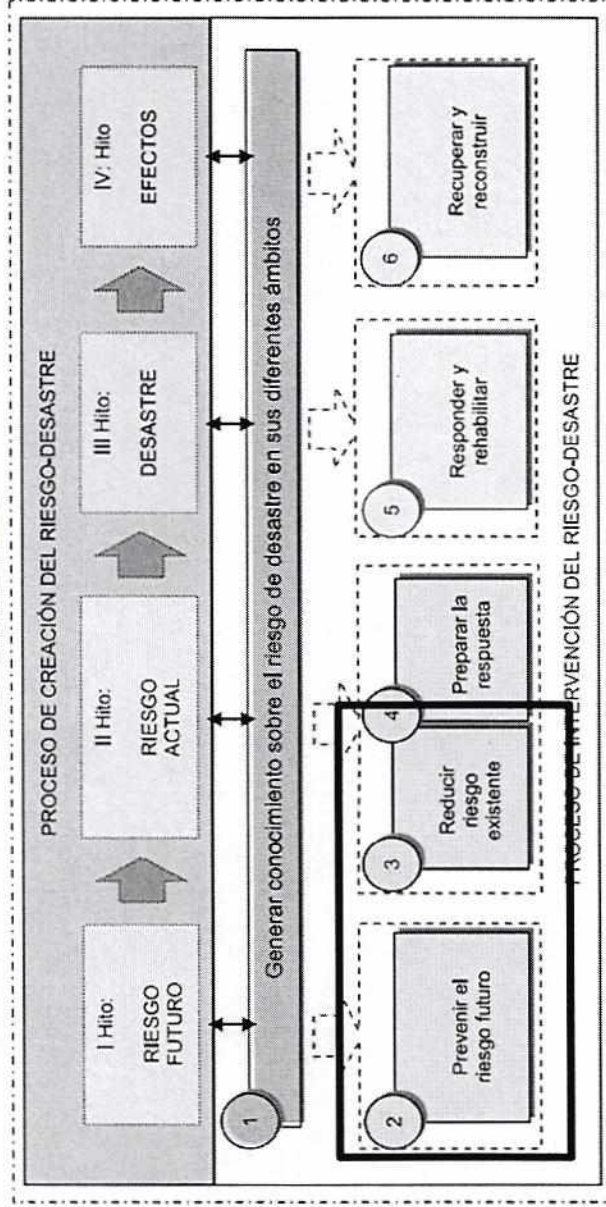 PROCESO DE CREACIÓN DEL RIESGO-DESASTRE
I Hito:
RIESGO
FUTURO
II Hito:
RIESGO
ACTUAL
III Hito:
DESASTRE
IV: Hito
EFECTOS
1
Generar conocimiento sobre el riesgo de desastre en sus diferentes ámbitos
2
Prevenir el
riesgo futuro
3
Reducir
riesgo
existente
4
Preparar la
respuesta
5
Responder y
rehabilitar
6
Recuperar y
reconstruir
PROCESO DE INTERVENCIÓN DEL RIESGO-DESASTRE